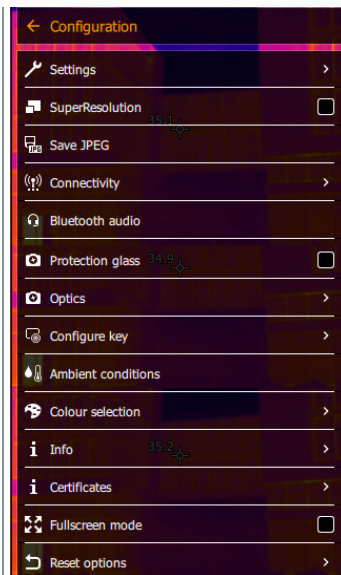 Configuration
Settings
SuperResolution
35.1
JPG
Save JPEG
Connectivity
Bluetooth audio
Protection glass
34.9
Optics
Configure key
Ambient conditions
Colour selection
Info
35.2
Certificates
Fullscreen mode
Reset options